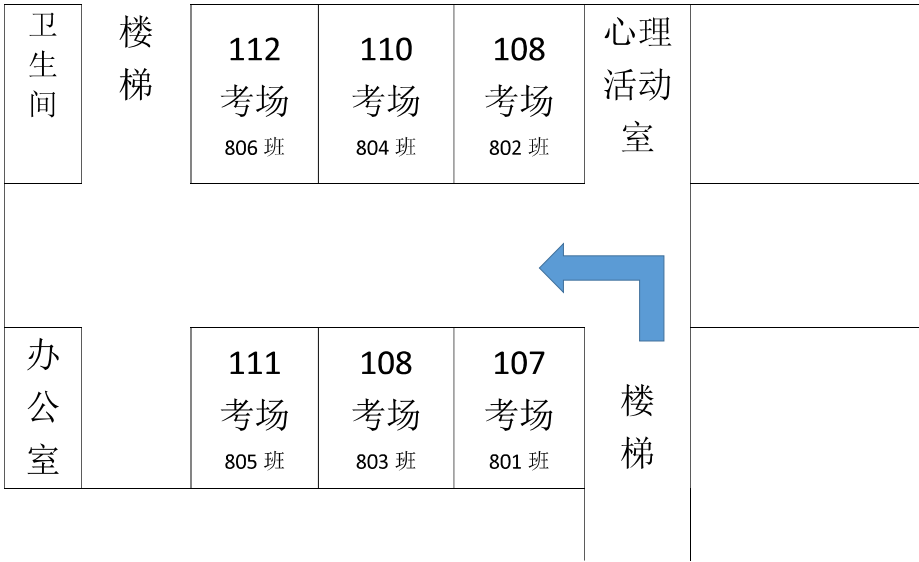 卫
生
间
楼
梯
112
考场
806 班
110
考场
804 班
108
考场
802 班
心理
活动
室
办
公
室
111
考场
805 班
108
考场
803 班
107
考场
801 班
楼
梯